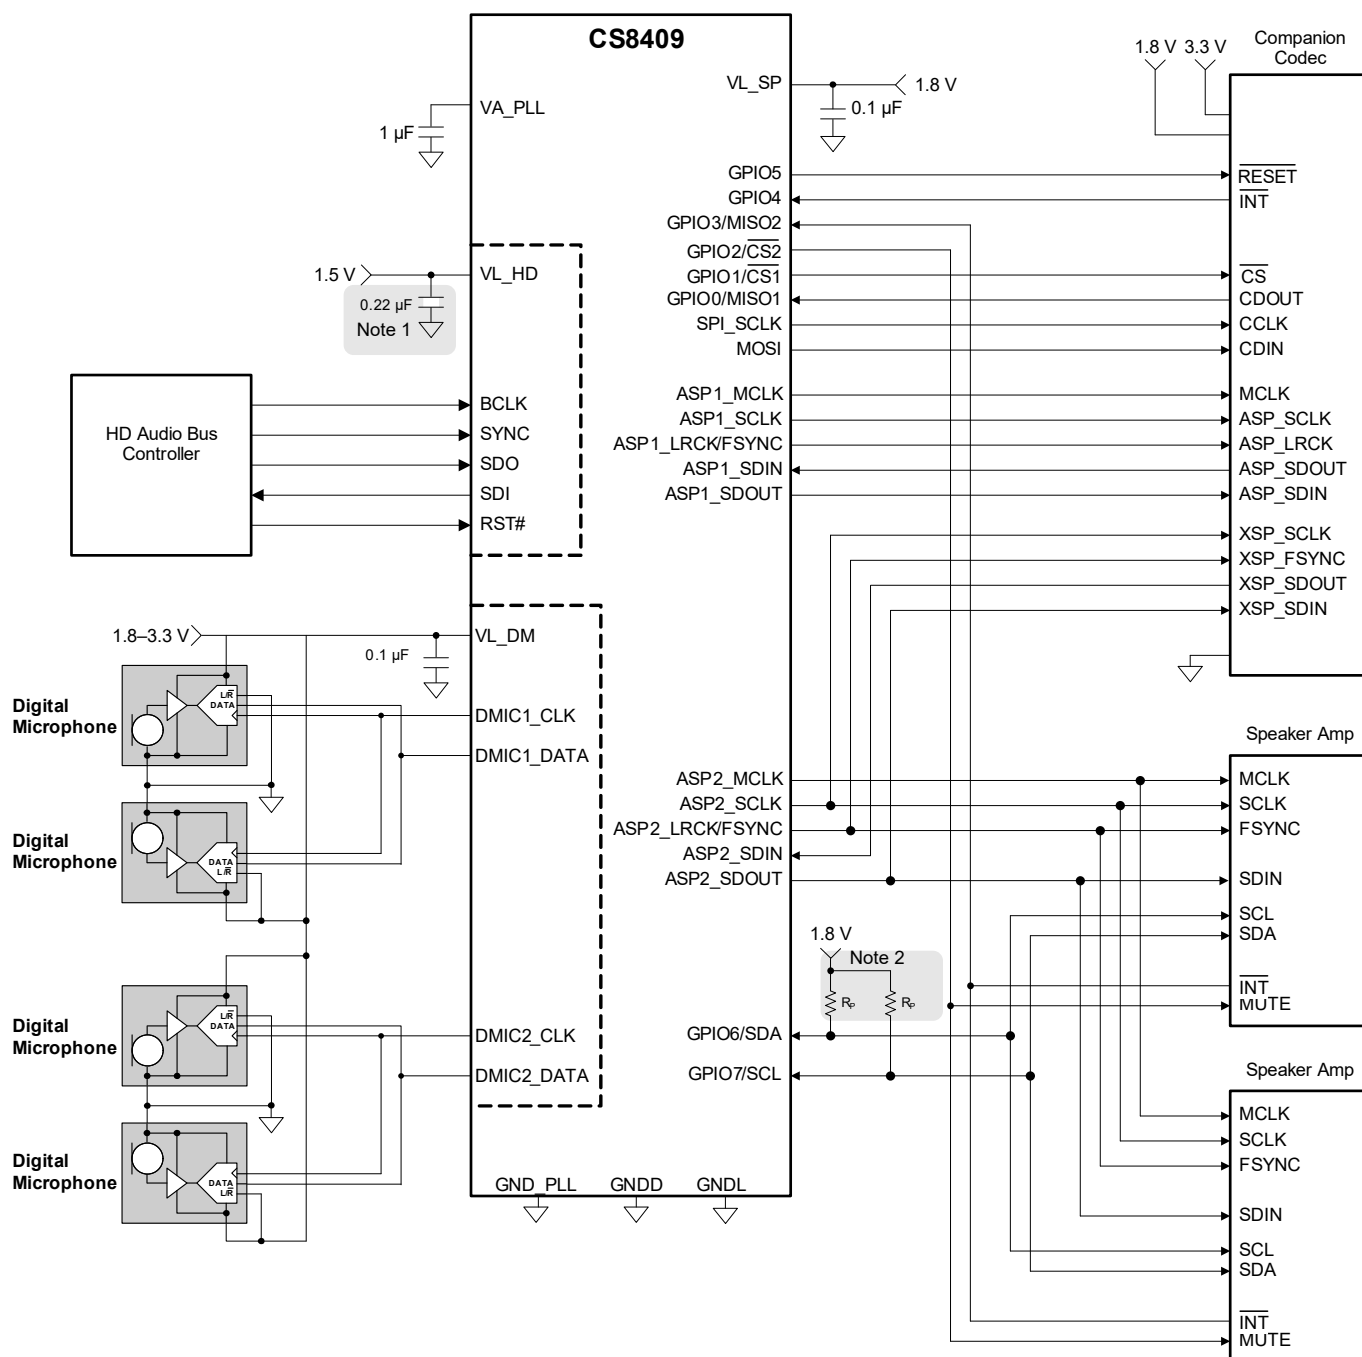 CS8409
Companion
Codec
1.8 V
3.3 V
VL_SP
1.8 V
0.1 µF
VA_PLL
1 µF
GPIO5
GPIO4
GPIO3/MISO2
GPIO2/CS2
GPIO1/CS1
GPIO0/MISO1
SPI_SCLK
MOSI
RESET
INT
CS
CDOUT
CCLK
CDIN
1.5 V
VL_HD
0.22 µF
Note 1
HD Audio Bus
Controller
BCLK
SYNC
SDO
SDI
RST#
ASP1_MCLK
ASP1_SCLK
ASP1_LRCK/FSYNC
ASP1_SDIN
ASP1_SDOUT
MCLK
ASP_SCLK
ASP_LRCK
ASP_SDOUT
ASP_SDIN
XSP_SCLK
XSP_FSYNC
XSP_SDOUT
XSP_SDIN
1.8–3.3 V
VL_DM
0.1 µF
Digital
Microphone
L/R
DATA
DMIC1_CLK
DMIC1_DATA
Digital
Microphone
DATA
L/R
Digital
Microphone
L/R
DATA
DMIC2_CLK
DMIC2_DATA
Digital
Microphone
DATA
L/R
ASP2_MCLK
ASP2_SCLK
ASP2_LRCK/FSYNC
ASP2_SDIN
ASP2_SDOUT
1.8 V
Note 2
RP
RP
GPIO6/SDA
GPIO7/SCL
GND_PLL
GNDD
GNDL
Speaker Amp
MCLK
SCLK
FSYNC
SDIN
SCL
SDA
INT
MUTE
Speaker Amp
MCLK
SCLK
FSYNC
SDIN
SCL
SDA
INT
MUTE